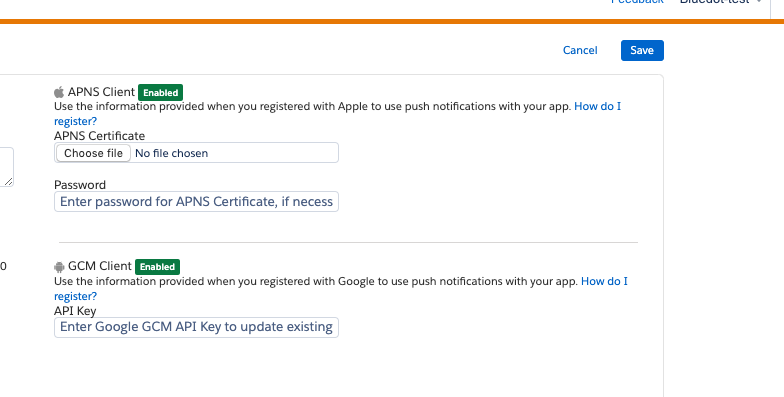 Feedback Bluedot-test
Cancel Save
APNS Client Enabled
Use the information provided when you registered with Apple to use push notifications with your app. How do I
register?
APNS Certificate
Choose file No file chosen
Password
Enter password for APNS Certificate, if necess
0
GCM Client Enabled
Use the information provided when you registered with Google to use push notifications with your app. How do I
register?
API Key
Enter Google GCM API Key to update existing